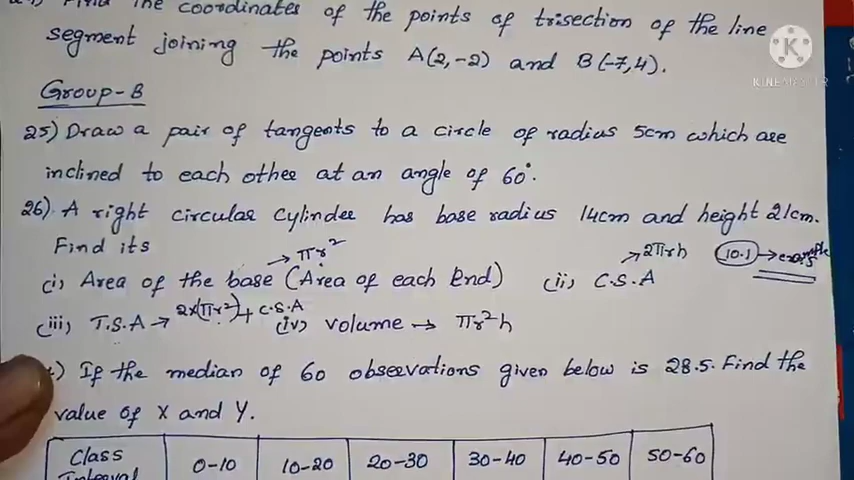 Find the coordinates of the points of trisection of the line
segment joining the points A(2,-2) and B(-7,4).
K
KINEMASTER
Group-B
25) Draw a pair of tangents to a circle of radius 5cm which are
inclined to each other at an angle of 60°.
26) A right circular cylinder has base radius 14cm and height 21cm.
Find its
→ πr²
(i) Area of the base (Area of each End)
(ii) C.S.A
→ 2πrh
10.1 → example
5
(iii) T.S.A → 2×(πr²) + C.S.A
(iv) volume → πr²h
) If the median of 60 observations given below is 28.5. Find the
value of X and Y.
Class
Interval
0-10
10-20
20-30
30-40
40-50
50-60